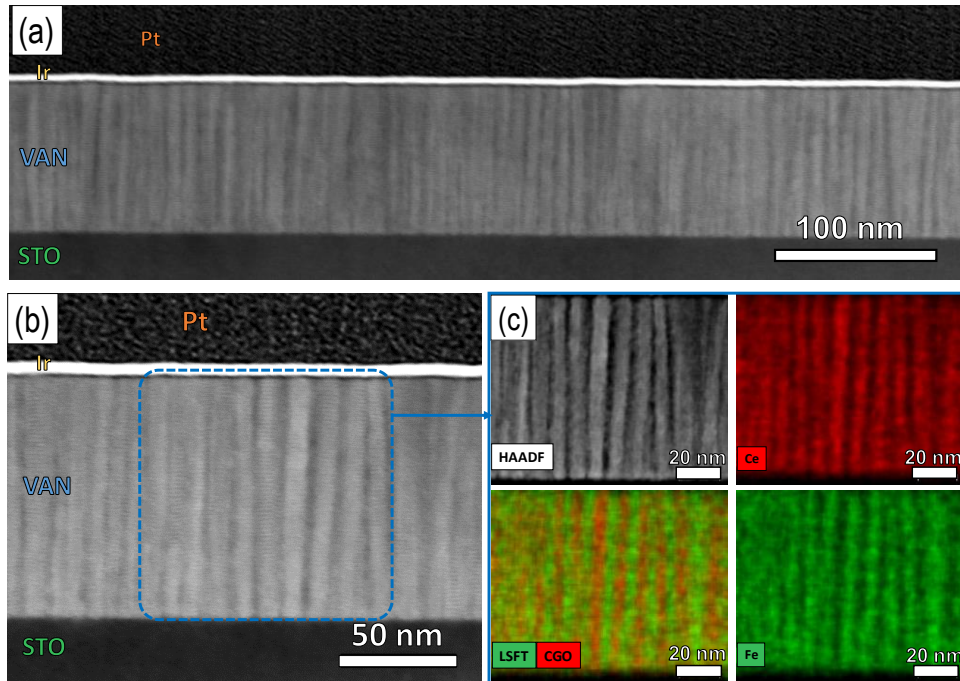 (a)
Pt
Ir
VAN
STO
100 nm
(b)
Pt
Ir
VAN
STO
50 nm
(c)
HAADF
20 nm
Ce
20 nm
LSFT CGO
20 nm
Fe
20 nm